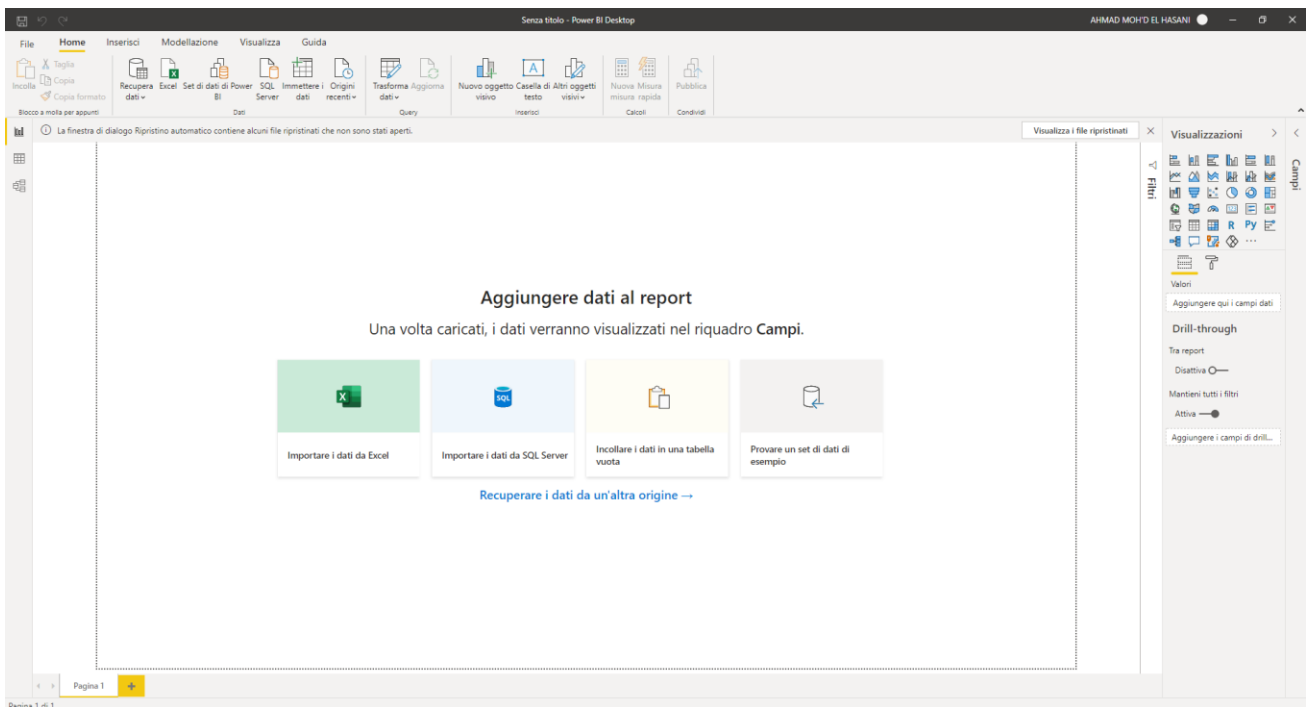 Senza titolo - Power BI Desktop
AHMAD MOH'D EL HASANI
File Home Inserisci Modellazione Visualizza Guida
Incolla
Taglia
Copia
Copia formato
Blocco a molla per appunti
Recupera dati
Excel
Set di dati di Power BI
SQL Server
Immettere i dati
Origini recenti
Dati
Trasforma dati
Aggiorna
Query
Nuovo oggetto visivo
Casella di testo
Altri oggetti visivi
Inserisci
Nuova misura
Misura rapida
Calcoli
Pubblica
Condividi
La finestra di dialogo Ripristino automatico contiene alcuni file ripristinati che non sono stati aperti.
Visualizza i file ripristinati
Aggiungere dati al report
Una volta caricati, i dati verranno visualizzati nel riquadro Campi.
X
SQL
Importare i dati da Excel
Importare i dati da SQL Server
Incollare i dati in una tabella
vuota
Provare un set di dati di
esempio
Recuperare i dati da un'altra origine →
Filtri
Visualizzazioni
R Py
Valori
Aggiungere qui i campi dati
Drill-through
Tra report
Disattiva
Mantieni tutti i filtri
Attiva
Aggiungere i campi di drill...
Campi
Pagina 1
Pagina 1 di 1